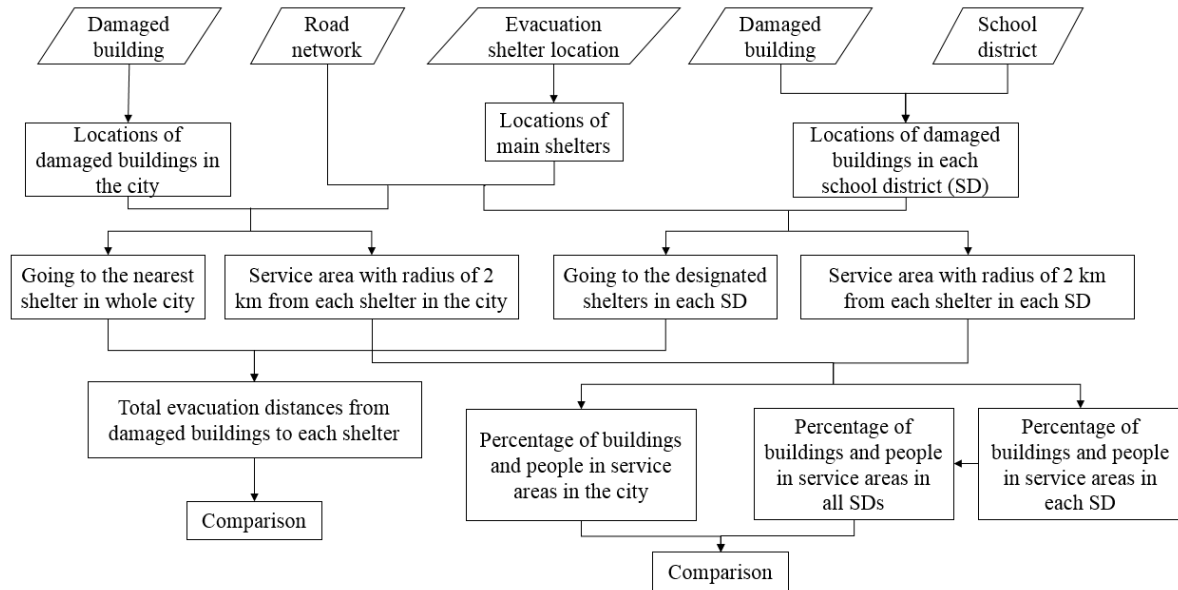 Damaged
building
Road
network
Evacuation
shelter location
Damaged
building
School
district
Locations of
damaged buildings in
the city
Locations of
main shelters
Locations of damaged
buildings in each
school district (SD)
Going to the nearest
shelter in whole city
Service area with radius of 2
km from each shelter in the city
Going to the designated
shelters in each SD
Service area with radius of 2 km
from each shelter in each SD
Total evacuation distances from
damaged buildings to each shelter
Percentage of buildings
and people in service
areas in the city
Percentage of
buildings and people
in service areas in
all SDs
Percentage of
buildings and people
in service areas in
each SD
Comparison
Comparison